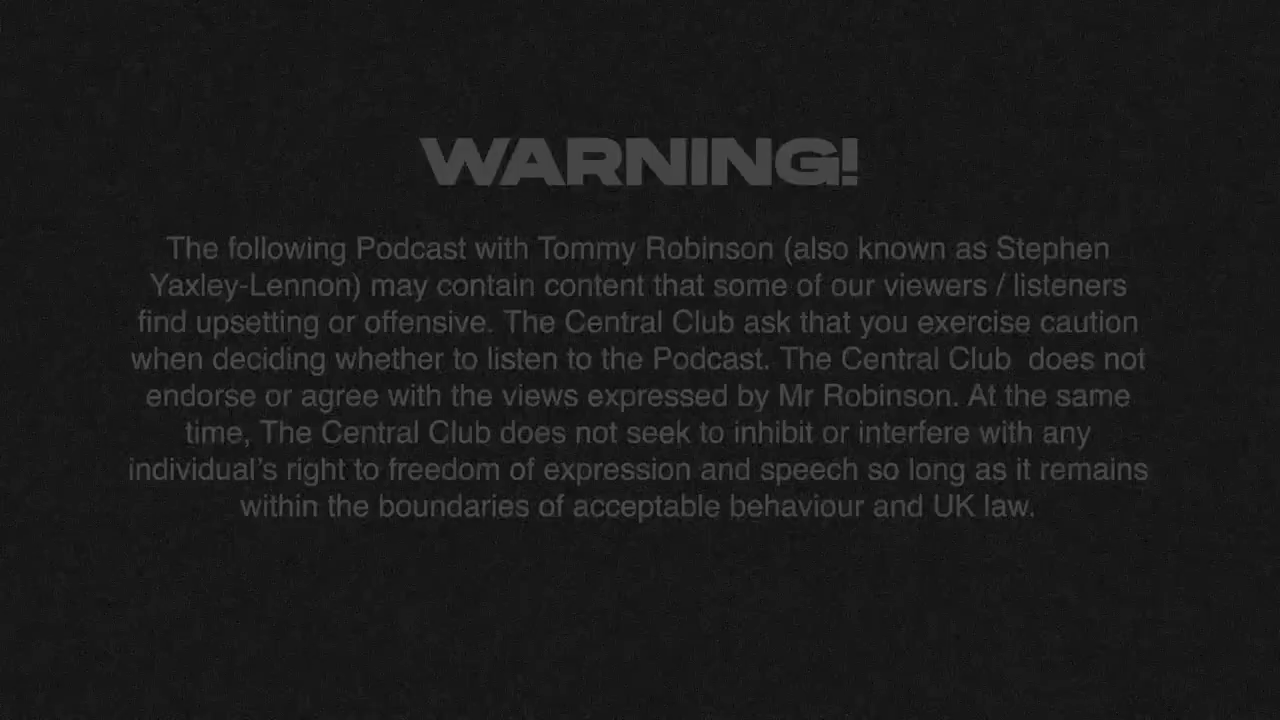 WARNING!
The following Podcast with Tommy Robinson (also known as Stephen
Yaxley-Lennon) may contain content that some of our viewers / listeners
find upsetting or offensive. The Central Club ask that you exercise caution
when deciding whether to listen to the Podcast. The Central Club  does not
endorse or agree with the views expressed by Mr Robinson. At the same
time, The Central Club does not seek to inhibit or interfere with any
individual’s right to freedom of expression and speech so long as it remains
within the boundaries of acceptable behaviour and UK law.